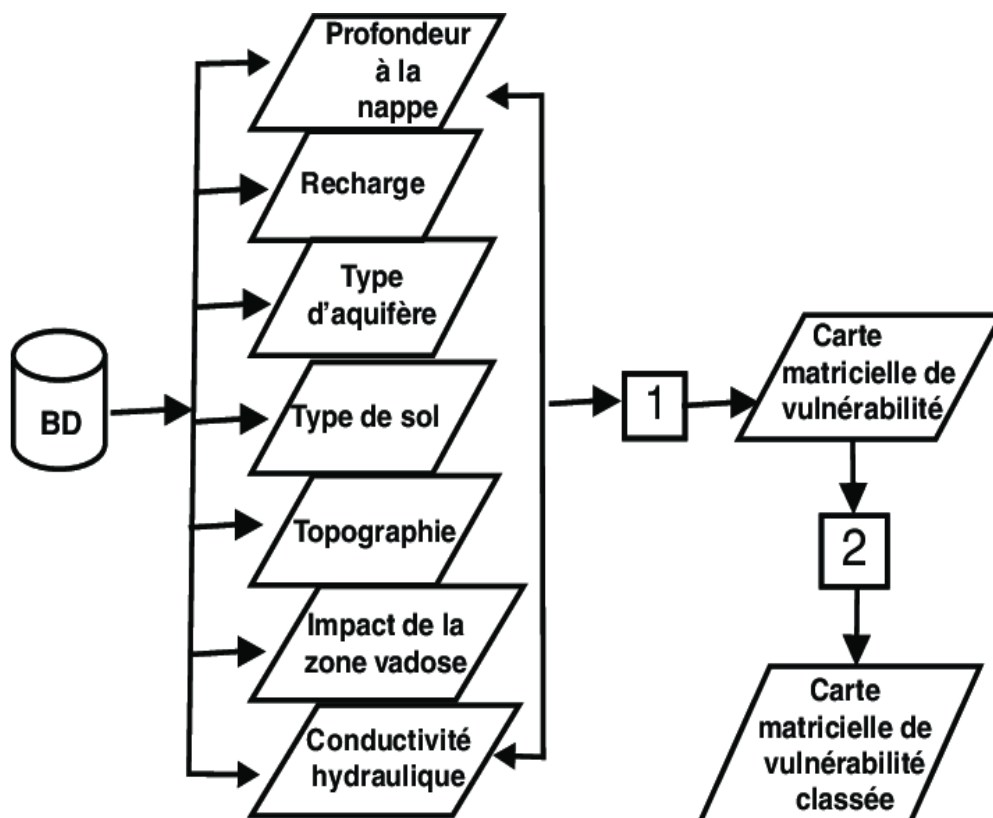 Profondeur
à la
nappe
Recharge
Type
d'aquifère
BD
Type de sol
Topographie
Impact de la
zone vadose
Conductivité
hydraulique
1
Carte
matricielle de
vulnérabilité
2
Carte
matricielle de
vulnérabilité
classée